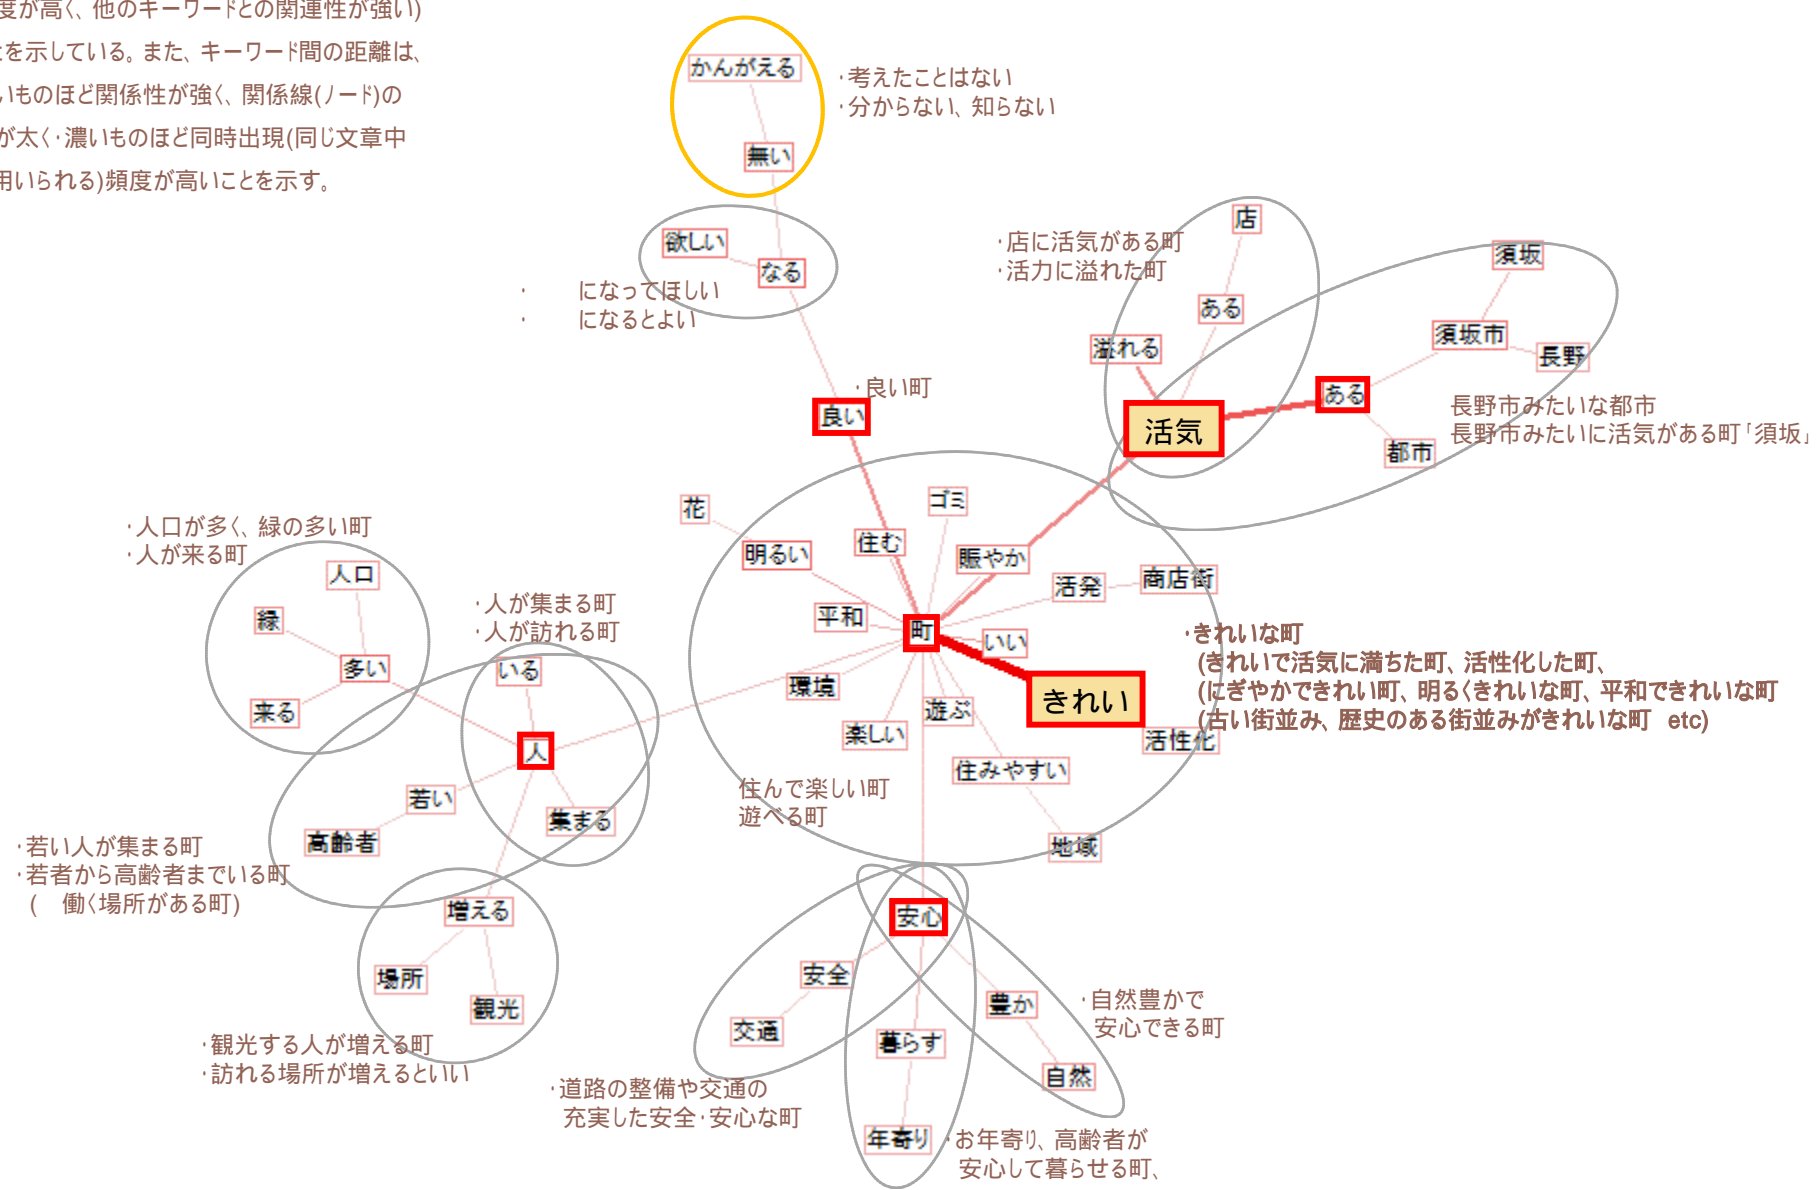 度が高く、他のキーワードとの関連性が強い)
とを示している。また、キーワード間の距離は、
いものほど関係性が強く、関係線(ノード)の
が太く・濃いものほど同時出現(同じ文章中
用いられる)頻度が高いことを示す。
かんがえる
・考えたことはない
・分からない、知らない
無い
欲しい
なる
・　　になってほしい
・　　になるとよい
店
・店に活気がある町
・活力に溢れた町
須坂
ある
溢れる
須坂市
長野
ある
・良い町
良い
活気
長野市みたいな都市
長野市みたいに活気がある町「須坂」
都市
花
ゴミ
・人口が多く、緑の多い町
・人が来る町
明るい
住む
賑やか
人口
活発
商店街
緑
・人が集まる町
・人が訪れる町
平和
町
いい
・きれいな町
(きれいで活気に満ちた町、活性化した町、
(にぎやかできれい町、明るくきれいな町、平和できれいな町
(古い街並み、歴史のある街並みがきれいな町 etc)
多い
いる
環境
きれい
来る
遊ぶ
楽しい
活性化
人
住みやすい
住んで楽しい町
遊べる町
若い
集まる
高齢者
地域
・若い人が集まる町
・若者から高齢者までいる町
(　働く場所がある町)
増える
安心
場所
安全
観光
豊か
・自然豊かで
安心できる町
交通
暮らす
・観光する人が増える町
・訪れる場所が増えるといい
自然
・道路の整備や交通の
充実した安全・安心な町
年寄り
・お年寄り、高齢者が
安心して暮らせる町、